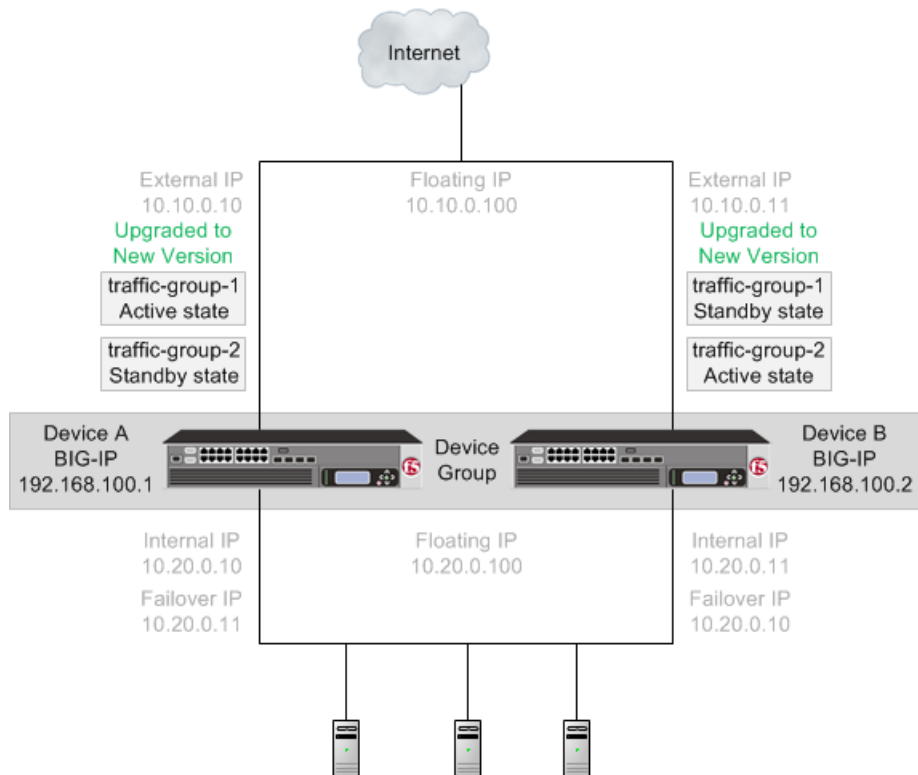 Internet
External IP
10.10.0.10
Floating IP
10.10.0.100
External IP
10.10.0.11
Upgraded to
New Version
Upgraded to
New Version
traffic-group-1
Active state
traffic-group-1
Standby state
traffic-group-2
Standby state
traffic-group-2
Active state
Device A
BIG-IP
192.168.100.1
f5
Device
Group
f5
Device B
BIG-IP
192.168.100.2
Internal IP
10.20.0.10
Floating IP
10.20.0.100
Internal IP
10.20.0.11
Failover IP
10.20.0.11
Failover IP
10.20.0.10